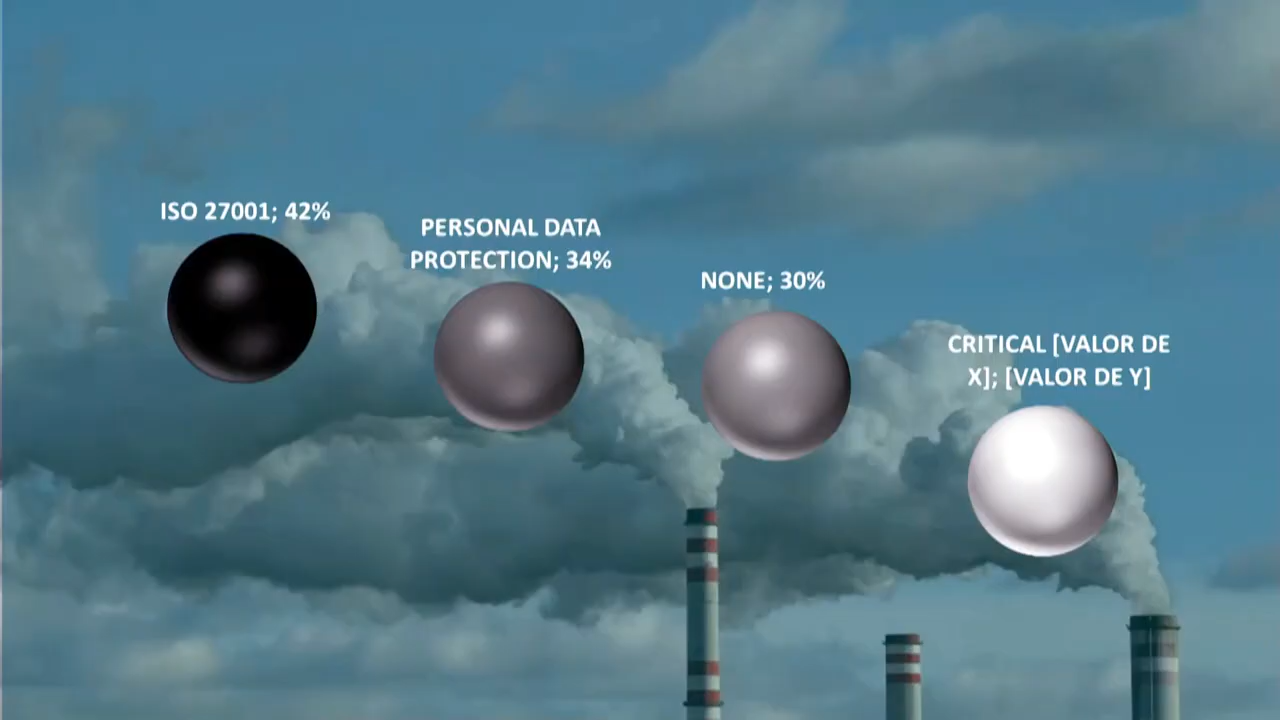 ISO 27001; 42%
PERSONAL DATA
PROTECTION; 34%
NONE; 30%
CRITICAL [VALOR DE
X]; [VALOR DE Y]